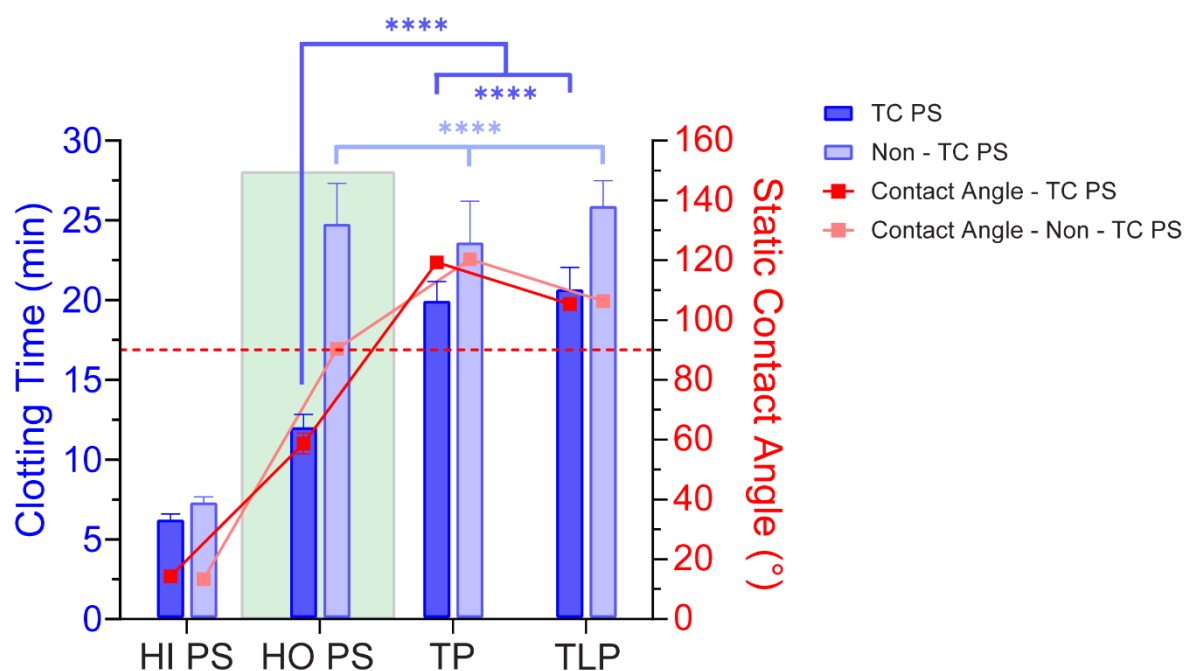 ****
****
****
30
25
20
15
10
5
0
Clotting Time (min)
160
140
120
100
80
60
40
20
0
Static Contact Angle (°)
HI PS
HO PS
TP
TLP
TC PS
Non - TC PS
Contact Angle - TC PS
Contact Angle - Non - TC PS